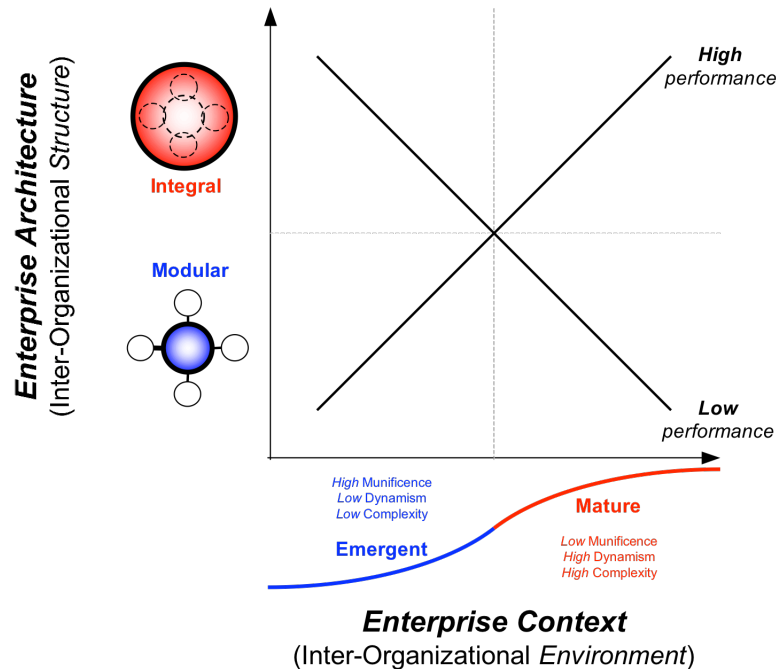 Enterprise Architecture
(Inter-Organizational Structure)
Integral
Modular
High
performance
Low
performance
High Munificence
Low Dynamism
Low Complexity
Emergent
Mature
Low Munificence
High Dynamism
High Complexity
Enterprise Context
(Inter-Organizational Environment)